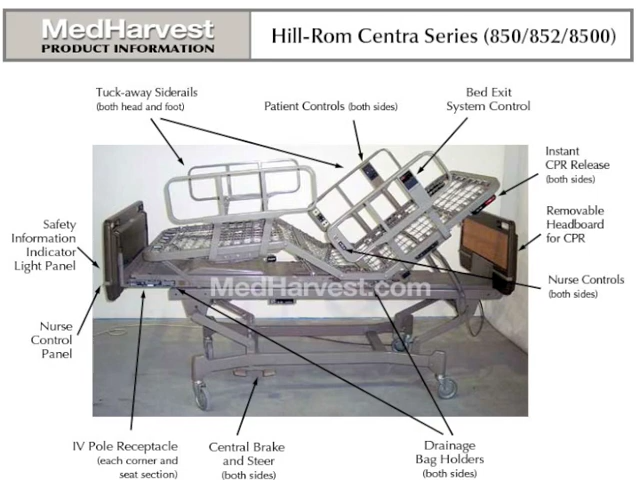 MedHarvest
PRODUCT INFORMATION
Hill-Rom Centra Series (850/852/8500)
Tuck-away Siderails
(both head and foot)
Patient Controls (both sides)
Bed Exit
System Control
Instant
CPR Release
(both sides)
Removable
Headboard
for CPR
Safety
Information
Indicator
Light Panel
Nurse Controls
(both sides)
MedHarvest.com
Nurse
Control
Panel
IV Pole Receptacle
(each corner and
seat section)
Central Brake
and Steer
(both sides)
Drainage
Bag Holders
(both sides)